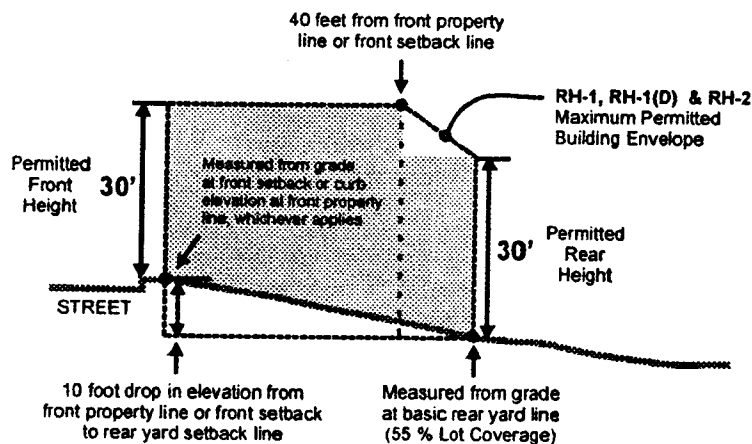 40 feet from front property
line or front setback line
RH-1, RH-1(D) & RH-2
Maximum Permitted
Building Envelope
Permitted
Front
Height
30'
Measured from grade
at front setback or curb
elevation at front property
line, whichever applies
30'
Permitted
Rear
Height
STREET
10 foot drop in elevation from
front property line or front setback
to rear yard setback line
Measured from grade
at basic rear yard line
(55 % Lot Coverage)